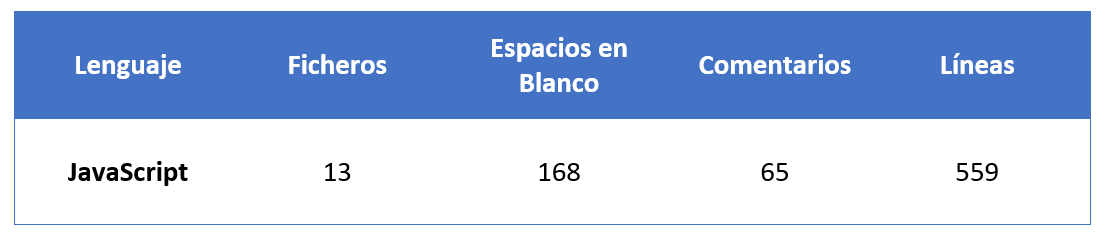 Lenguaje Ficheros Espacios en Blanco Comentarios Líneas
JavaScript 13 168 65 559